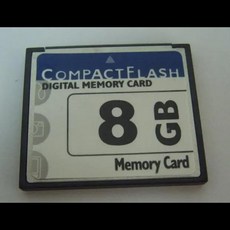 COMPACTFLASH
DIGITAL MEMORY CARD
8 GB
Memory Card